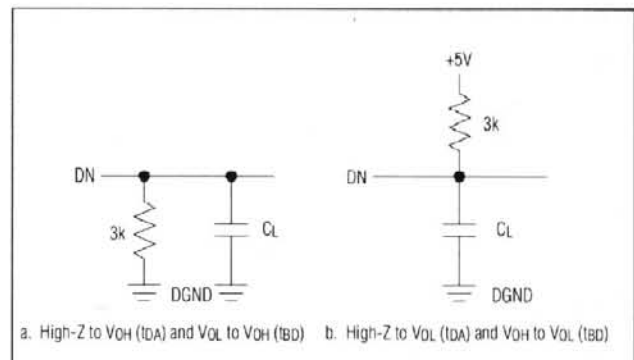 DN
3k
CL
DGND
a. High-Z to VOH (tDA) and VOL to VOH (tBD)
+5V
3k
DN
CL
DGND
b. High-Z to VOL (tDA) and VOH to VOL (tBD)